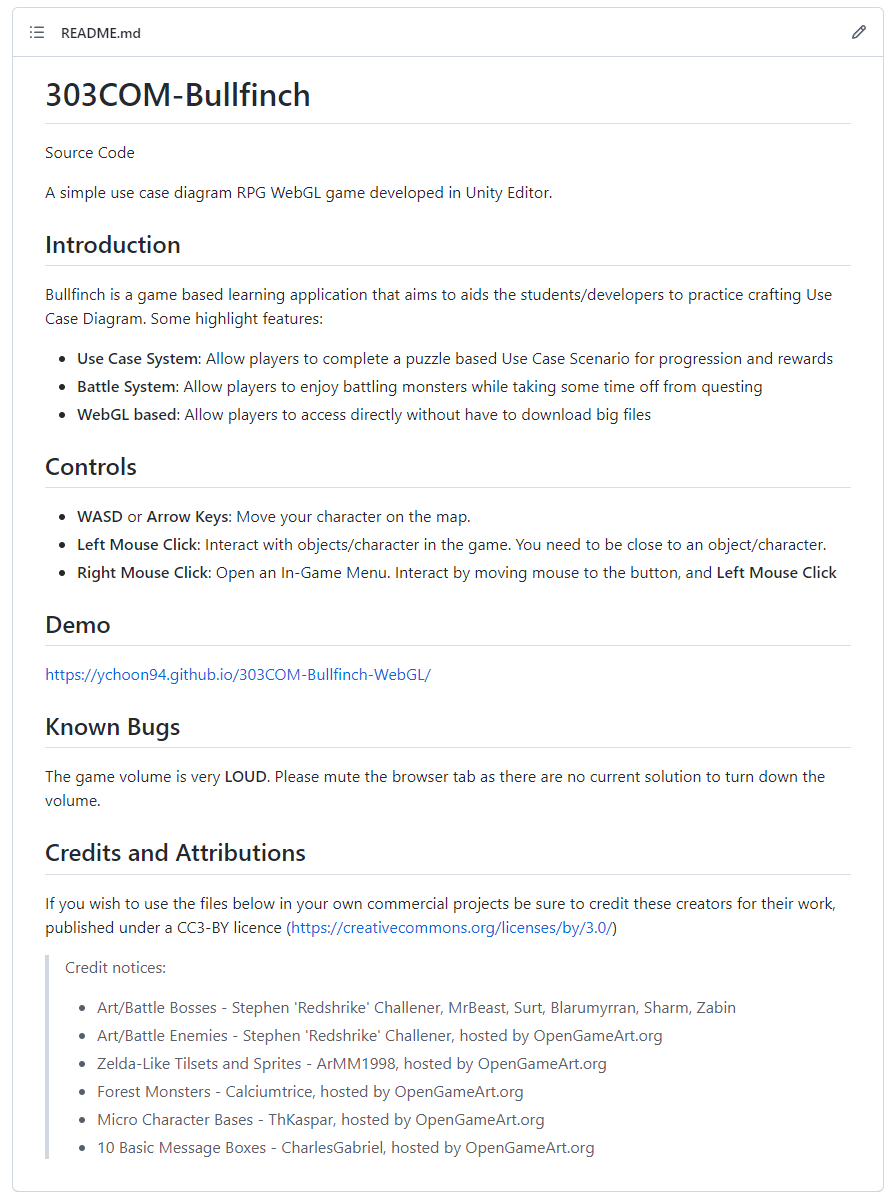 README.md
303COM-Bullfinch
Source Code
A simple use case diagram RPG WebGL game developed in Unity Editor.
Introduction
Bullfinch is a game based learning application that aims to aids the students/developers to practice crafting Use
Case Diagram. Some highlight features:
Use Case System: Allow players to complete a puzzle based Use Case Scenario for progression and rewards
Battle System: Allow players to enjoy battling monsters while taking some time off from questing
WebGL based: Allow players to access directly without have to download big files
Controls
WASD or Arrow Keys: Move your character on the map.
Left Mouse Click: Interact with objects/character in the game. You need to be close to an object/character.
Right Mouse Click: Open an In-Game Menu. Interact by moving mouse to the button, and Left Mouse Click
Demo
https://ychoon94.github.io/303COM-Bullfinch-WebGL/
Known Bugs
The game volume is very LOUD. Please mute the browser tab as there are no current solution to turn down the
volume.
Credits and Attributions
If you wish to use the files below in your own commercial projects be sure to credit these creators for their work,
published under a CC3-BY licence (https://creativecommons.org/licenses/by/3.0/)
Credit notices:
Art/Battle Bosses - Stephen 'Redshrike' Challener, MrBeast, Surt, Blarumyrran, Sharm, Zabin
Art/Battle Enemies - Stephen 'Redshrike' Challener, hosted by OpenGameArt.org
Zelda-Like Tilsets and Sprites - ArMM1998, hosted by OpenGameArt.org
Forest Monsters - Calciumtrice, hosted by OpenGameArt.org
Micro Character Bases - ThKaspar, hosted by OpenGameArt.org
10 Basic Message Boxes - CharlesGabriel, hosted by OpenGameArt.org